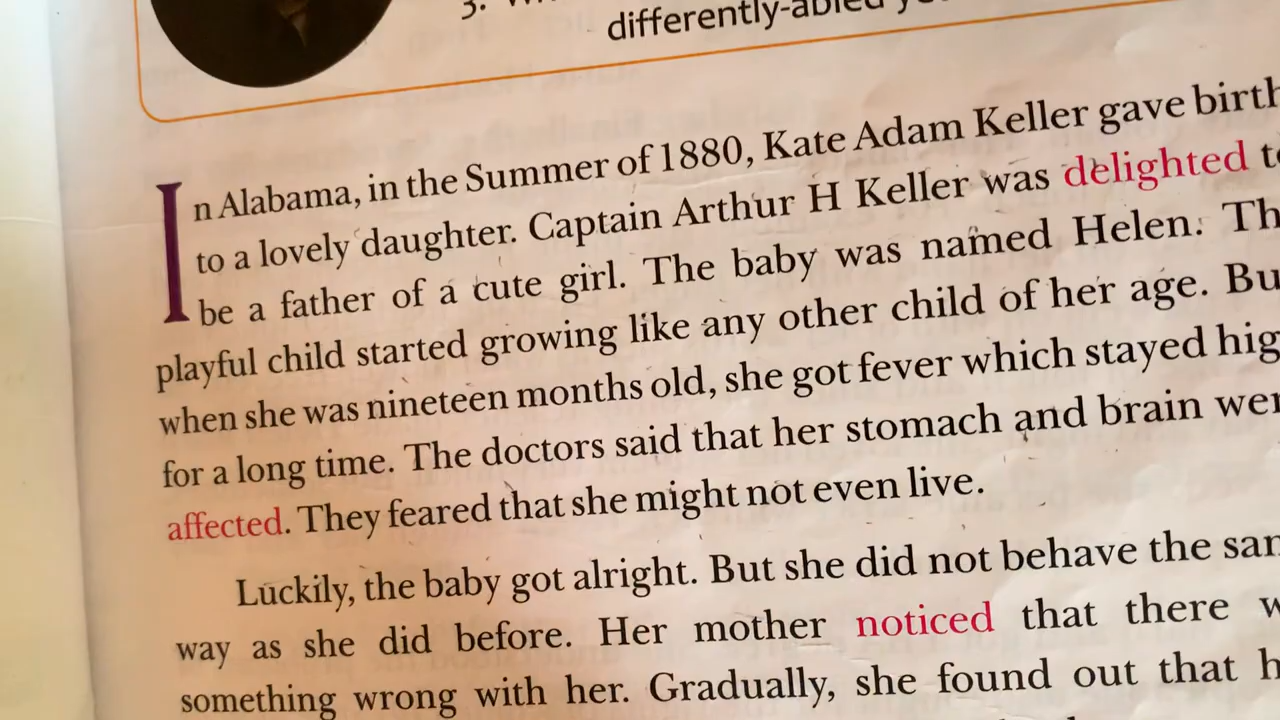 3.
differently-abled
In Alabama, in the Summer of 1880, Kate Adam Keller gave birth
to a lovely daughter. Captain Arthur H Keller was delighted to
be a father of a cute girl. The baby was named Helen. Th
playful child started growing like any other child of her age. Bu
when she was nineteen months old, she got fever which stayed hig
for a long time. The doctors said that her stomach and brain wer
affected. They feared that she might not even live.
Luckily, the baby got alright. But she did not behave the sam
way as she did before. Her mother noticed that there w
something wrong with her. Gradually, she found out that h